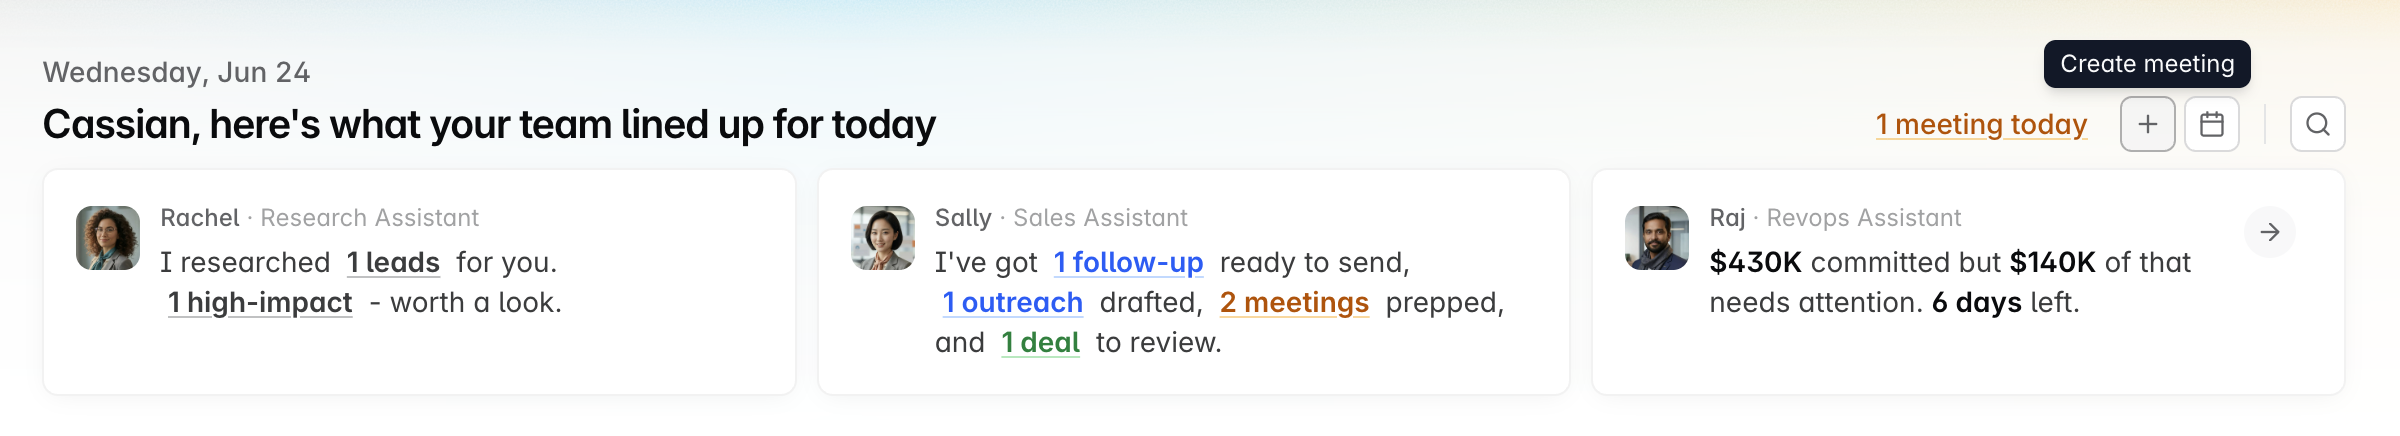 Wednesday, Jun 24
Create meeting
Cassian, here's what your team lined up for today
1 meeting today
Rachel · Research Assistant
I researched 1 leads for you.
1 high-impact - worth a look.
Sally · Sales Assistant
I've got 1 follow-up ready to send,
1 outreach drafted, 2 meetings prepped,
and 1 deal to review.
Raj · Revops Assistant
$430K committed but $140K of that
needs attention. 6 days left.